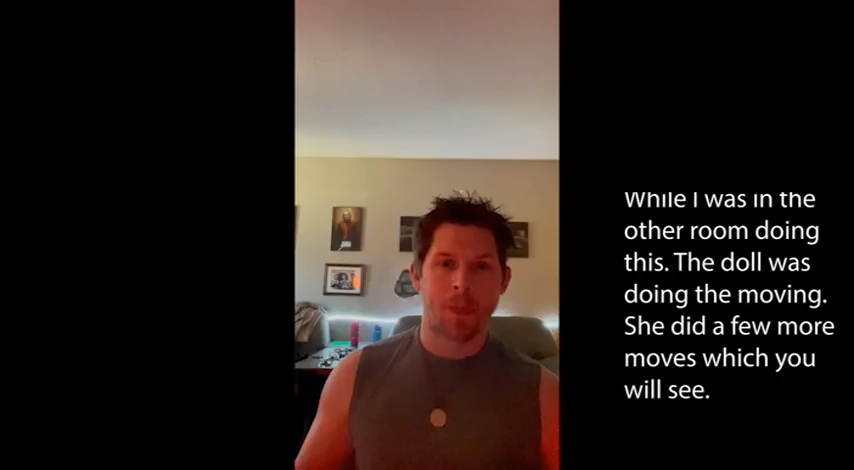 While I was in the
other room doing
this. The doll was
doing the moving.
She did a few more
moves which you
will see.